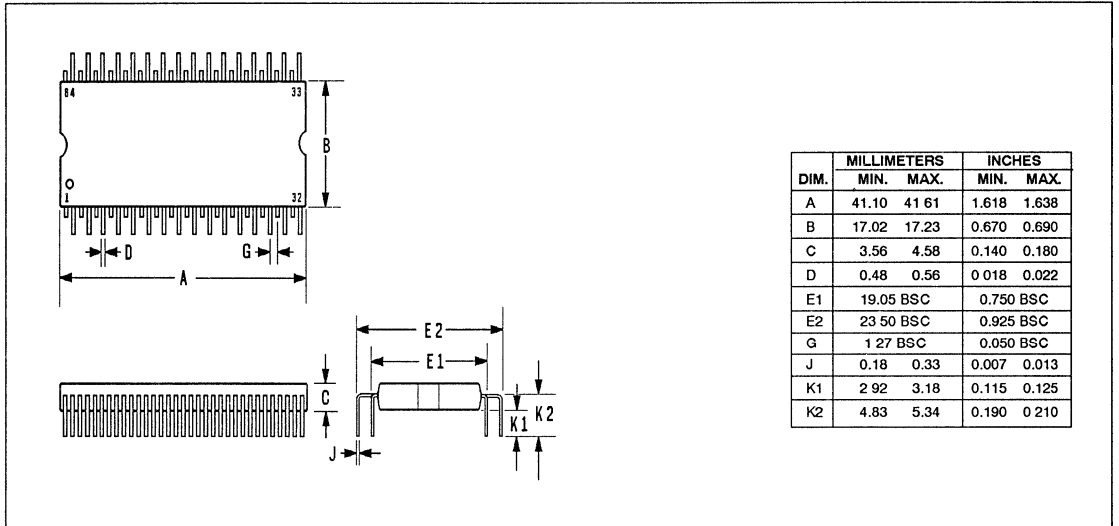 64 33
B
1 32
D G
A
E2
E1
C
K1 K2
J
MILLIMETERS INCHES
DIM. MIN. MAX. MIN. MAX.
A 41.10 41 61 1.618 1.638
B 17.02 17.23 0.670 0.690
C 3.56 4.58 0.140 0.180
D 0.48 0.56 0 018 0.022
E1 19.05 BSC 0.750 BSC
E2 23 50 BSC 0.925 BSC
G 1 27 BSC 0.050 BSC
J 0.18 0.33 0.007 0.013
K1 2 92 3.18 0.115 0.125
K2 4.83 5.34 0.190 0 210